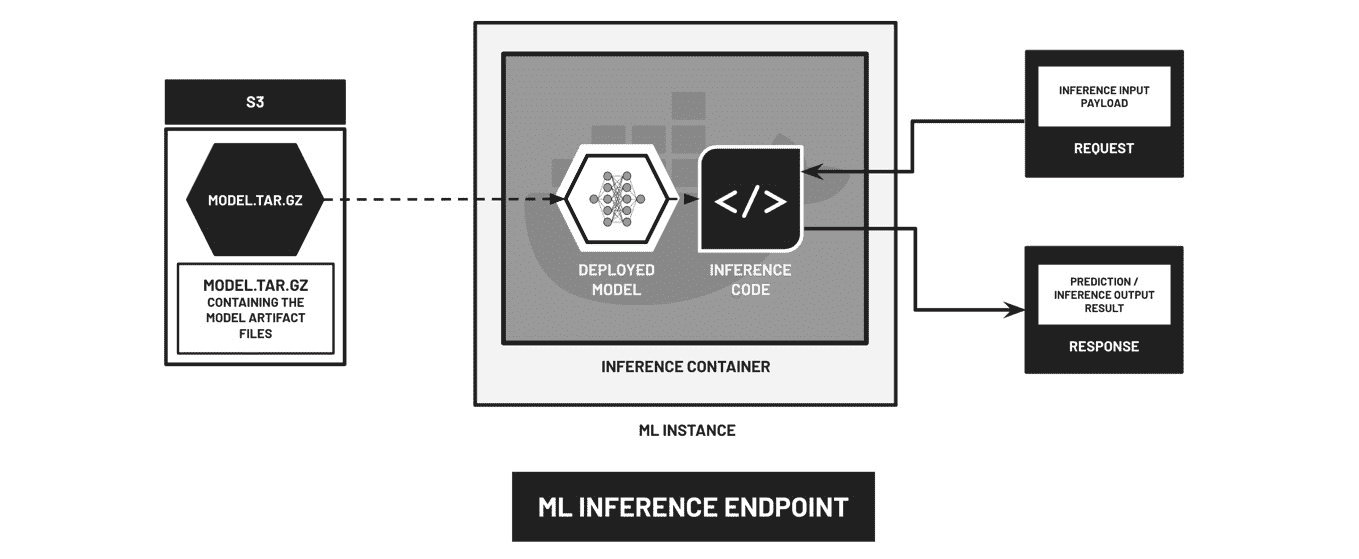 S3
MODEL.TAR.GZ
MODEL.TAR.GZ
CONTAINING THE
MODEL ARTIFACT
FILES
</>
DEPLOYED
MODEL
INFERENCE
CODE
INFERENCE CONTAINER
ML INSTANCE
INFERENCE INPUT
PAYLOAD
REQUEST
PREDICTION /
INFERENCE OUTPUT
RESULT
RESPONSE
ML INFERENCE ENDPOINT